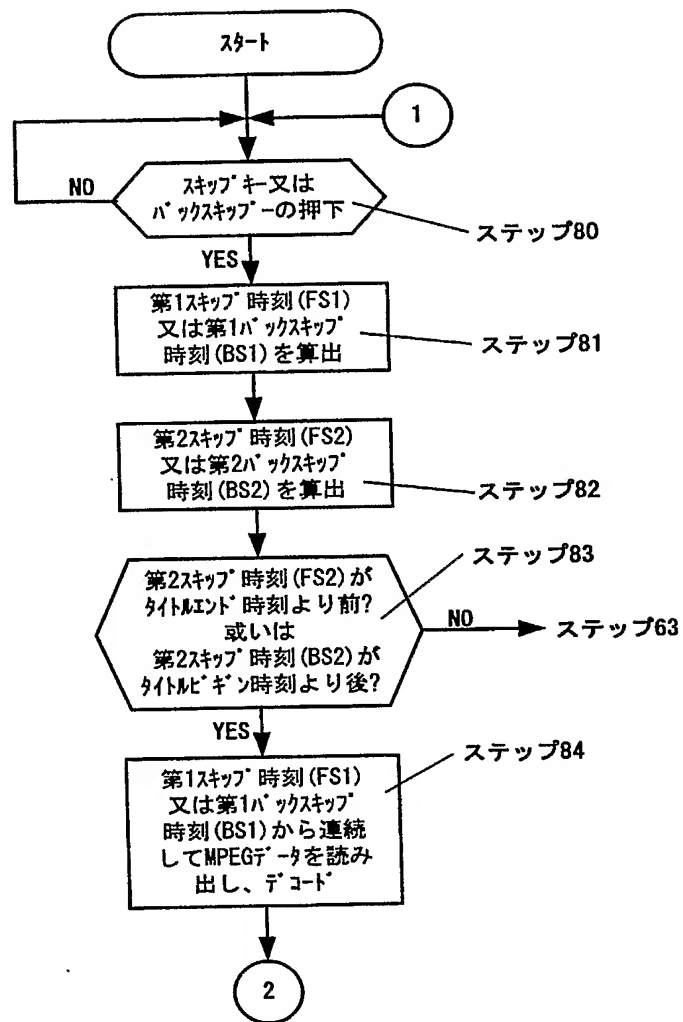 スタート
1
NO
スキップキー又は
バックスキップーの押下
ステップ80
YES
第1スキップ時刻(FS1)
又は第1バックスキップ
時刻(BS1)を算出
ステップ81
第2スキップ時刻(FS2)
又は第2バックスキップ
時刻(BS2)を算出
ステップ82
ステップ83
第2スキップ時刻(FS2)が
タイトルエンド時刻より前?
或いは
第2スキップ時刻(BS2)が
タイトルビギン時刻より後?
NO
ステップ63
YES
ステップ84
第1スキップ時刻(FS1)
又は第1バックスキップ
時刻(BS1)から連続
してMPEGデータを読み
出し、デコード
2